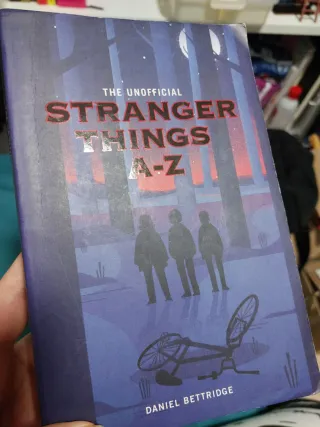 THE UNOFFICIAL
STRANGER
THINGS
A-Z
DANIEL BETTRIDGE